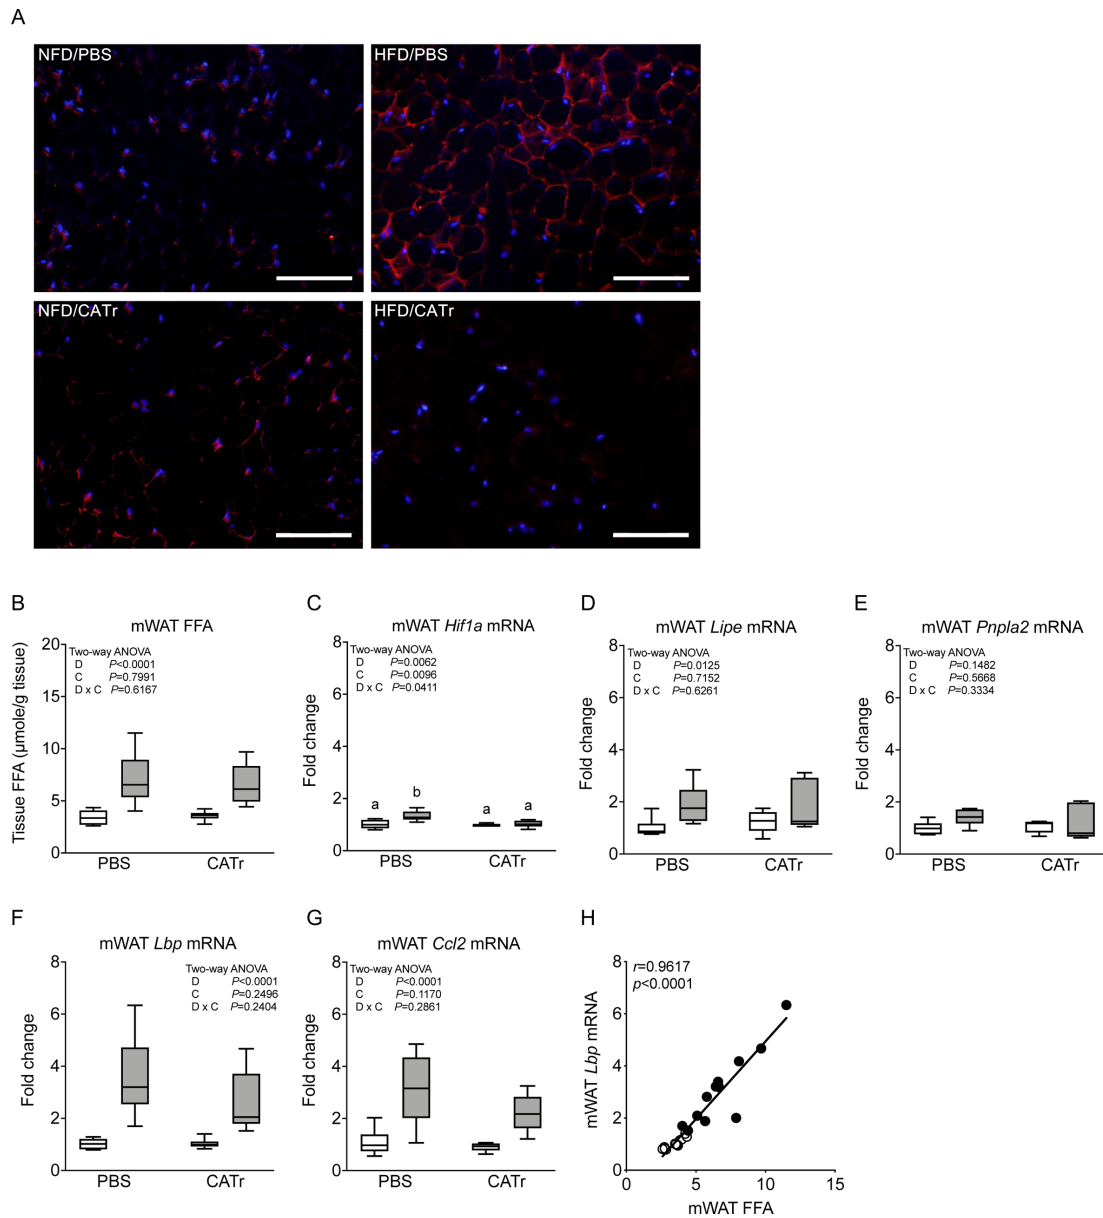 A
NFD/PBS
HFD/PBS
NFD/CATr
HFD/CATr
B
mWAT FFA
Two-way ANOVA
D P<0.0001
C P=0.7991
D x C P=0.6167
Tissue FFA (µmole/g tissue)
20
15
10
5
0
PBS CATr
C
mWAT Hif1a mRNA
Two-way ANOVA
D P=0.0062
C P=0.0096
D x C P=0.0411
Fold change
8
6
4
2
0
a b a a
PBS CATr
D
mWAT Lipe mRNA
Two-way ANOVA
D P=0.0125
C P=0.7152
D x C P=0.6261
Fold change
8
6
4
2
0
PBS CATr
E
mWAT Pnpla2 mRNA
Two-way ANOVA
D P=0.1482
C P=0.5668
D x C P=0.3334
Fold change
8
6
4
2
0
PBS CATr
F
mWAT Lbp mRNA
Two-way ANOVA
D P<0.0001
C P=0.2496
D x C P=0.2404
Fold change
8
6
4
2
0
PBS CATr
G
mWAT Ccl2 mRNA
Two-way ANOVA
D P<0.0001
C P=0.1170
D x C P=0.2861
Fold change
8
6
4
2
0
PBS CATr
H
r=0.9617
p<0.0001
mWAT Lbp mRNA
8
6
4
2
0
0 5 10 15
mWAT FFA